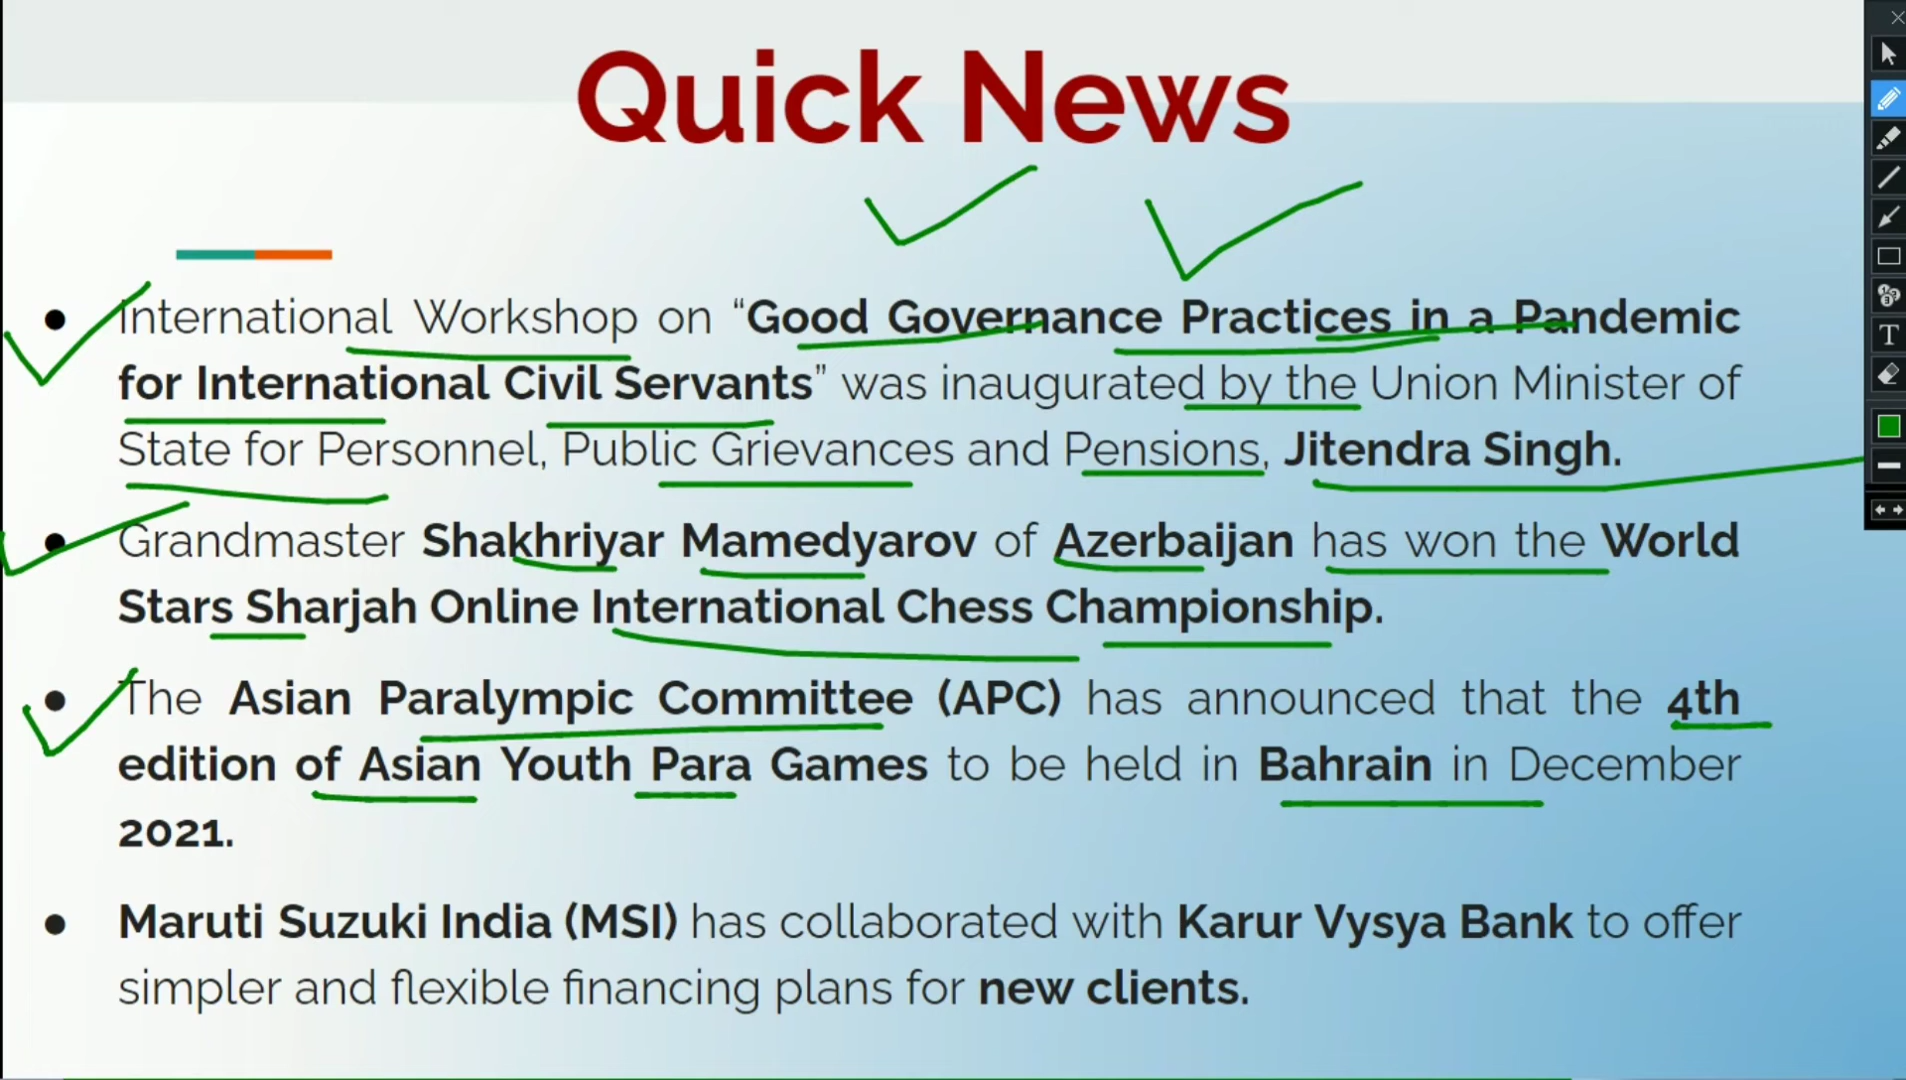 Quick News
● International Workshop on “Good Governance Practices in a Pandemic
for International Civil Servants” was inaugurated by the Union Minister of
State for Personnel, Public Grievances and Pensions, Jitendra Singh.
● Grandmaster Shakhriyar Mamedyarov of Azerbaijan has won the World
Stars Sharjah Online International Chess Championship.
● The Asian Paralympic Committee (APC) has announced that the 4th
edition of Asian Youth Para Games to be held in Bahrain in December
2021.
● Maruti Suzuki India (MSI) has collaborated with Karur Vysya Bank to offer
simpler and flexible financing plans for new clients.